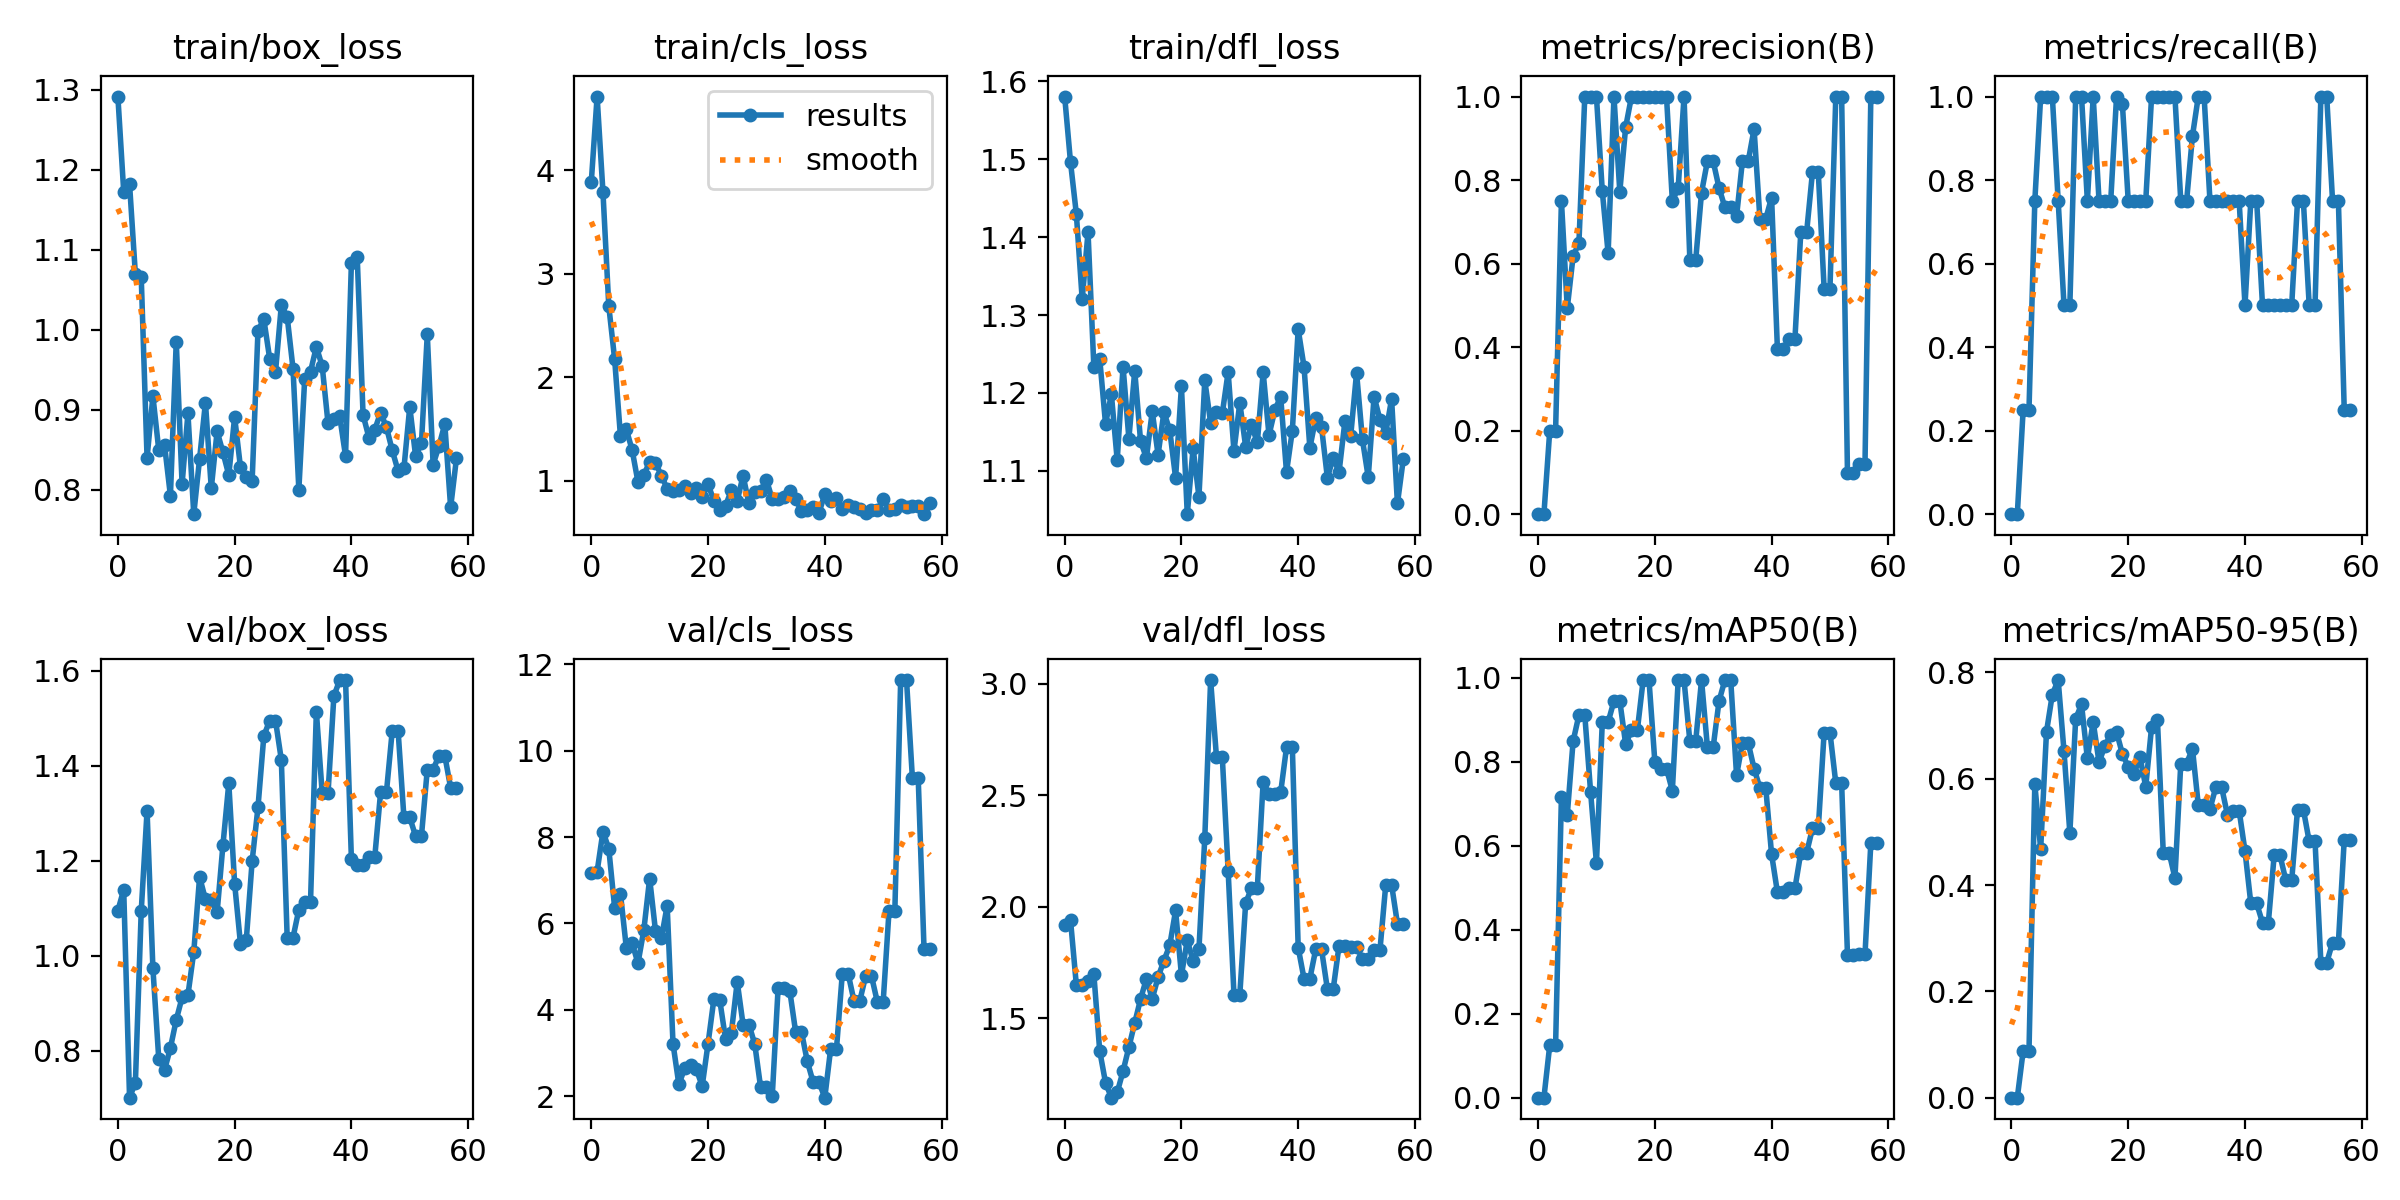 train/box_loss
train/cls_loss
train/dfl_loss
metrics/precision(B)
metrics/recall(B)
1.3
1.2
1.1
1.0
0.9
0.8
0 20 40 60
results
smooth
4
3
2
1
0 20 40 60
1.6
1.5
1.4
1.3
1.2
1.1
0 20 40 60
1.0
0.8
0.6
0.4
0.2
0.0
0 20 40 60
1.0
0.8
0.6
0.4
0.2
0.0
0 20 40 60
val/box_loss
val/cls_loss
val/dfl_loss
metrics/mAP50(B)
metrics/mAP50-95(B)
1.6
1.4
1.2
1.0
0.8
0 20 40 60
12
10
8
6
4
2
0 20 40 60
3.0
2.5
2.0
1.5
0 20 40 60
1.0
0.8
0.6
0.4
0.2
0.0
0 20 40 60
0.8
0.6
0.4
0.2
0.0
0 20 40 60